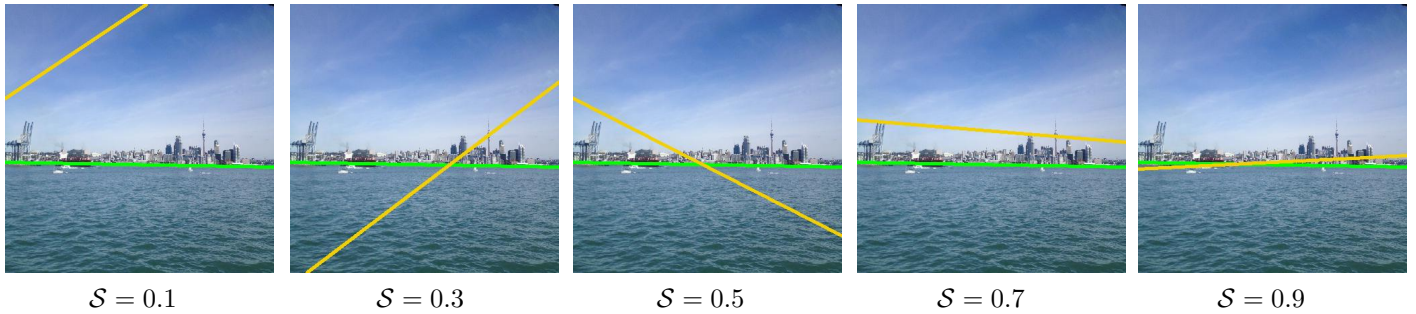 𝒮 = 0.1 𝒮 = 0.3 𝒮 = 0.5 𝒮 = 0.7 𝒮 = 0.9